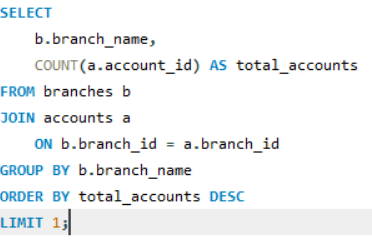 SELECT
    b.branch_name,
    COUNT(a.account_id) AS total_accounts
FROM branches b
JOIN accounts a
    ON b.branch_id = a.branch_id
GROUP BY b.branch_name
ORDER BY total_accounts DESC
LIMIT 1;